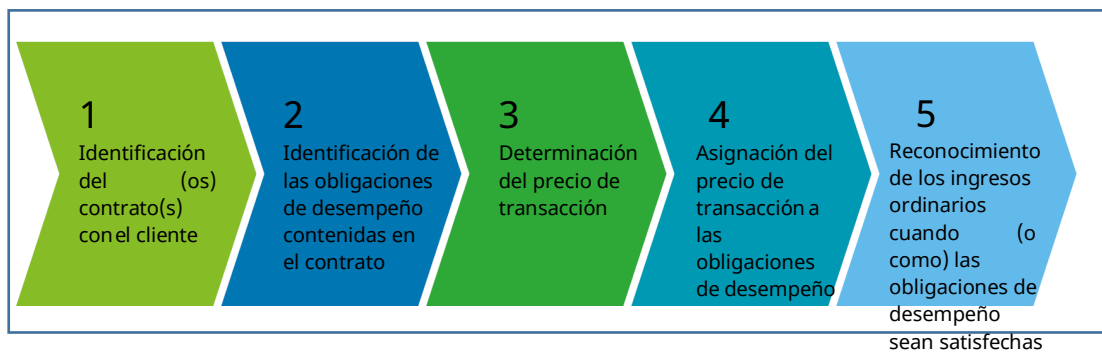 1
Identificación
del (os)
contrato(s)
con el cliente
2
Identificación de
las obligaciones
de desempeño
contenidas en
el contrato
3
Determinación
del precio de
transacción
4
Asignación del
precio de
transacción a
las
obligaciones
de desempeño
5
Reconocimiento
de los ingresos
ordinarios
cuando (o
como) las
obligaciones de
desempeño
sean satisfechas